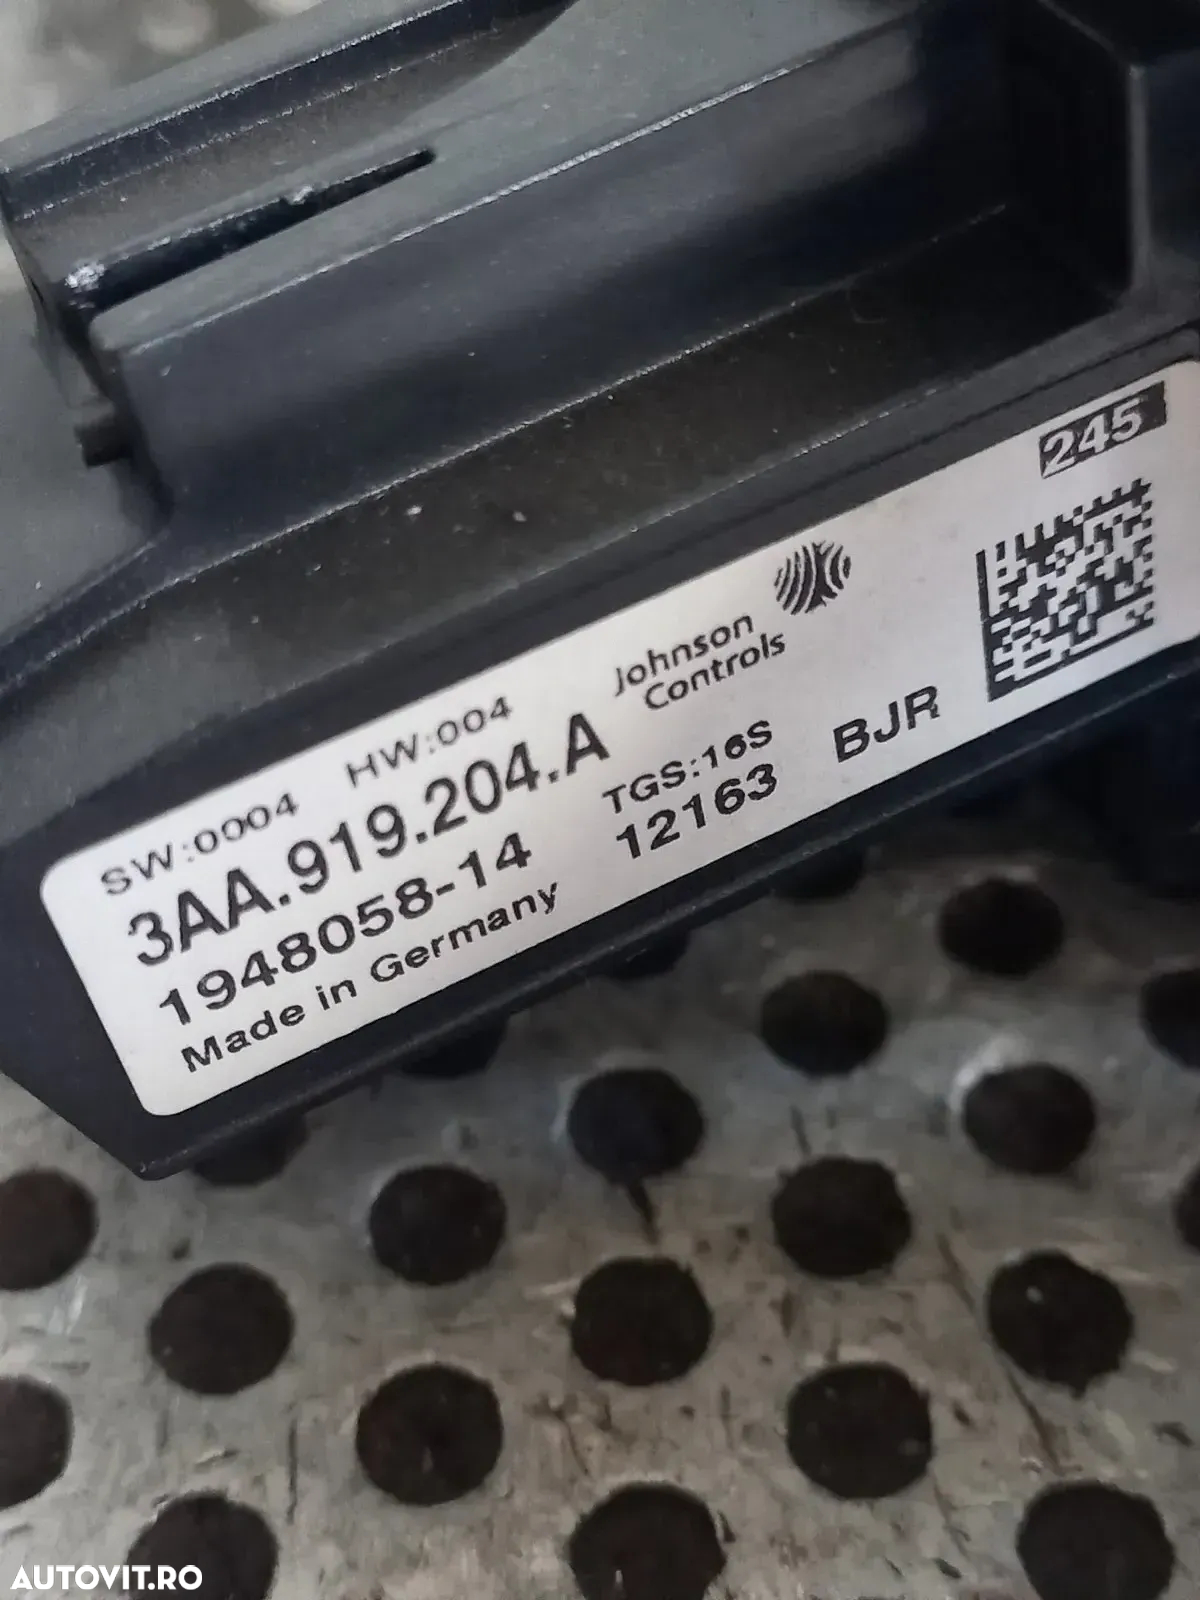 245
Johnson
Controls
SW:0004 HW:004
3AA.919.204.A TGS:16S
1948058-14 12163 BJR
Made in Germany
AUTOVIT.RO